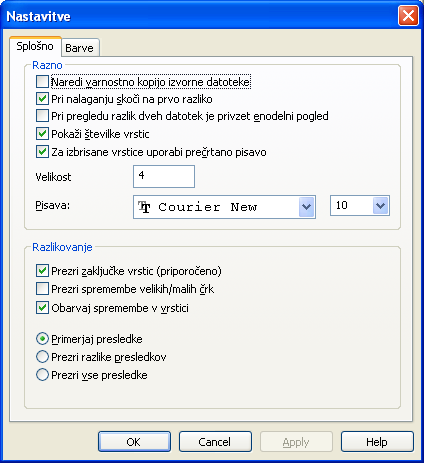 Nastavitve
Splošno Barve
Razno
Naredi varnostno kopijo izvorne datoteke
Pri nalaganju skoči na prvo razliko
Pri pregledu razlik dveh datotek je privzet enodelni pogled
Pokaži številke vrstic
Za izbrisane vrstice uporabi prečrtano pisavo
Velikost 4
Pisava: Courier New 10
Razlikovanje
Prezri zaključke vrstic (priporočeno)
Prezri spremembe velikih/malih črk
Obarvaj spremembe v vrstici
Primerjaj presledke
Prezri razlike presledkov
Prezri vse presledke
OK Cancel Apply Help